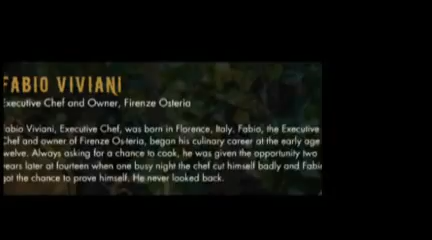 FABIO VIVIANI
Executive Chef and Owner, Firenze Osteria
Fabio Viviani, Executive Chef, was born in Florence, Italy. Fabio, the Executive
Chef and owner of Firenze Osteria, began his culinary career at the early age
twelve. Always asking for a chance to cook, he was given the opportunity two
years later at fourteen when one busy night the chef cut himself badly and Fabio
got the chance to prove himself. He never looked back.